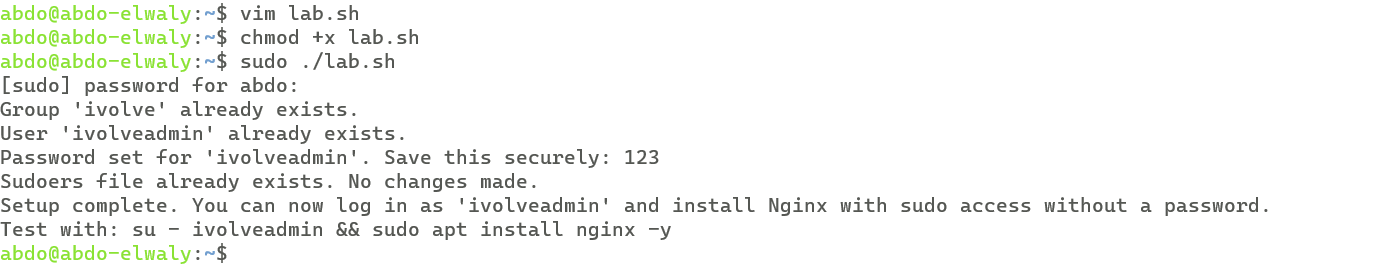 abdo@abdo-elwaly:~$ vim lab.sh
abdo@abdo-elwaly:~$ chmod +x lab.sh
abdo@abdo-elwaly:~$ sudo ./lab.sh
[sudo] password for abdo:
Group 'ivolve' already exists.
User 'ivolveadmin' already exists.
Password set for 'ivolveadmin'. Save this securely: 123
Sudoers file already exists. No changes made.
Setup complete. You can now log in as 'ivolveadmin' and install Nginx with sudo access without a password.
Test with: su - ivolveadmin && sudo apt install nginx -y
abdo@abdo-elwaly:~$